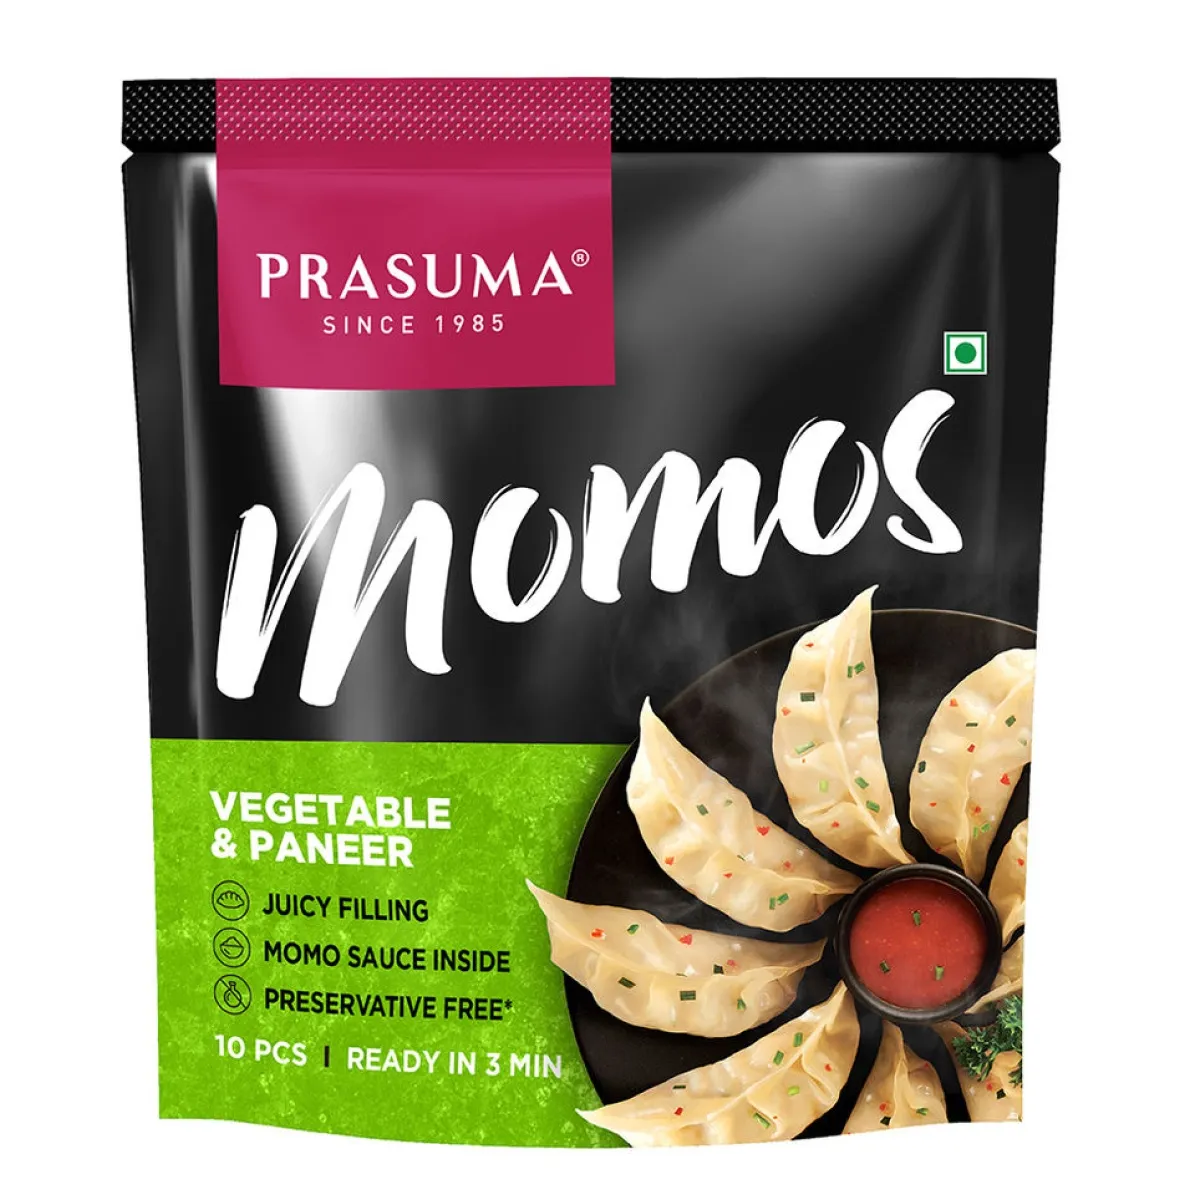 PRASUMA®
SINCE 1985
momos
VEGETABLE
& PANEER
JUICY FILLING
MOMO SAUCE INSIDE
PRESERVATIVE FREE*
10 PCS | READY IN 3 MIN